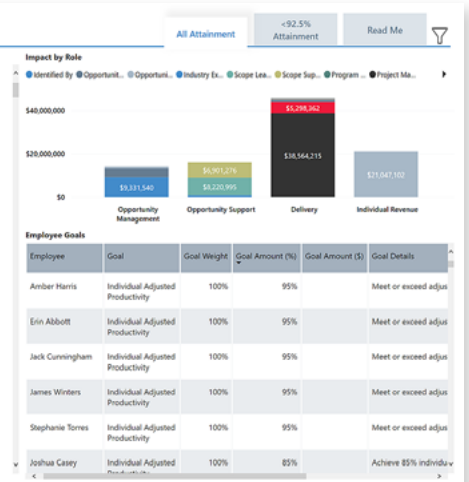 All Attainment
<92.5%
Attainment
Read Me
Impact by Role
Identified By Opportunit... Opportuni... Industry Ex... Scope Lea... Scope Sup... Program ... Project Ma...
$40,000,000
$20,000,000
$0
$5,298,362
$38,564,215
$6,901,276
$8,220,995
$9,331,540
$21,047,102
Opportunity
Management
Opportunity Support
Delivery
Individual Revenue
Employee Goals
Employee Goal Goal Weight Goal Amount (%) Goal Amount ($) Goal Details
Amber Harris Individual Adjusted 100% 95% Meet or exceed adjus
Productivity
Erin Abbott Individual Adjusted 100% 95% Meet or exceed adjus
Productivity
Jack Cunningham Individual Adjusted 100% 95% Meet or exceed adjus
Productivity
James Winters Individual Adjusted 100% 95% Meet or exceed adjus
Productivity
Stephanie Torres Individual Adjusted 100% 95% Meet or exceed adjus
Productivity
Joshua Casey Individual Adjusted 100% 85% Achieve 85% individu